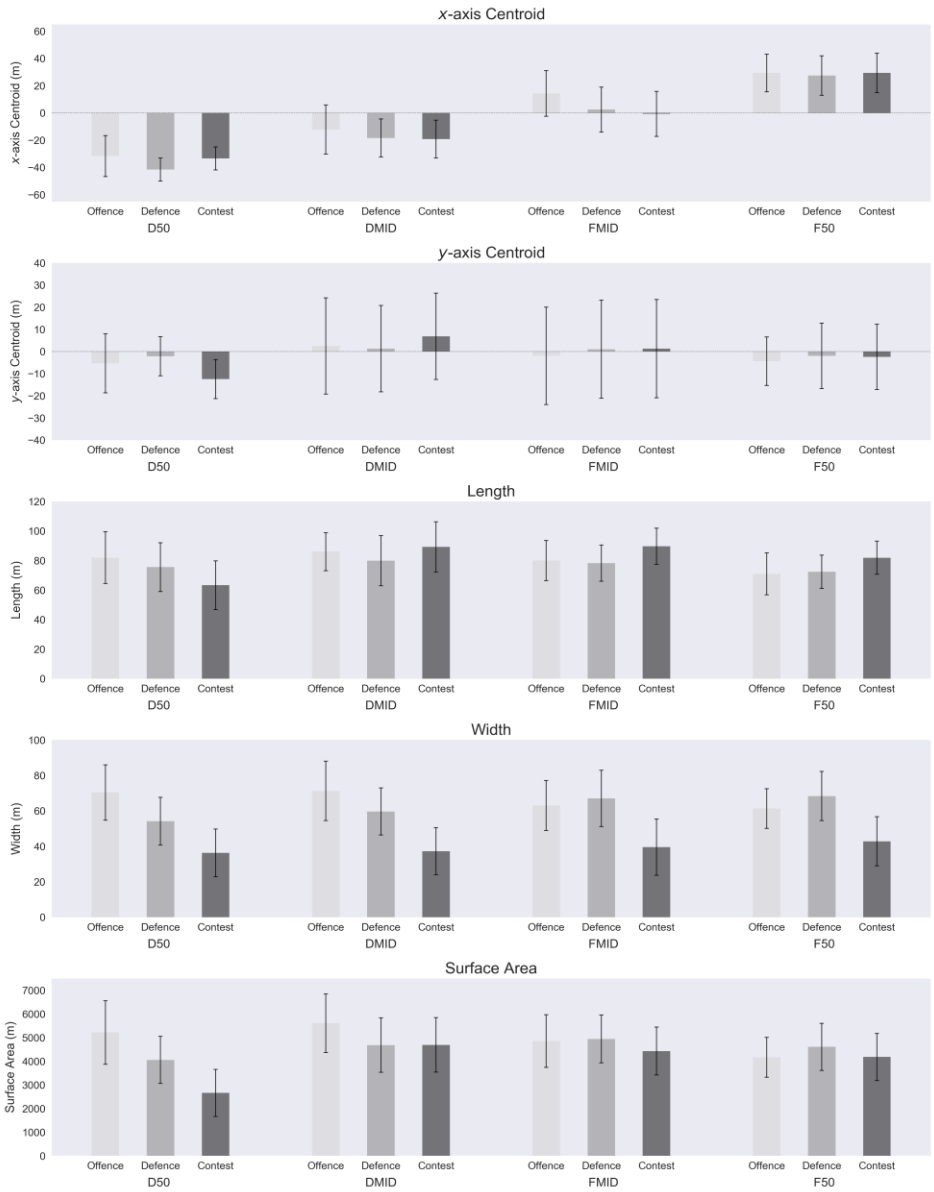 x-axis Centroid
x-axis Centroid (m)
60
40
20
0
−20
−40
−60
Offence Defence Contest Offence Defence Contest Offence Defence Contest Offence Defence Contest
D50 DMID FMID F50
y-axis Centroid
y-axis Centroid (m)
40
30
20
10
0
−10
−20
−30
−40
Offence Defence Contest Offence Defence Contest Offence Defence Contest Offence Defence Contest
D50 DMID FMID F50
Length
Length (m)
120
100
80
60
40
20
0
Offence Defence Contest Offence Defence Contest Offence Defence Contest Offence Defence Contest
D50 DMID FMID F50
Width
Width (m)
100
80
60
40
20
0
Offence Defence Contest Offence Defence Contest Offence Defence Contest Offence Defence Contest
D50 DMID FMID F50
Surface Area
Surface Area (m)
7000
6000
5000
4000
3000
2000
1000
0
Offence Defence Contest Offence Defence Contest Offence Defence Contest Offence Defence Contest
D50 DMID FMID F50